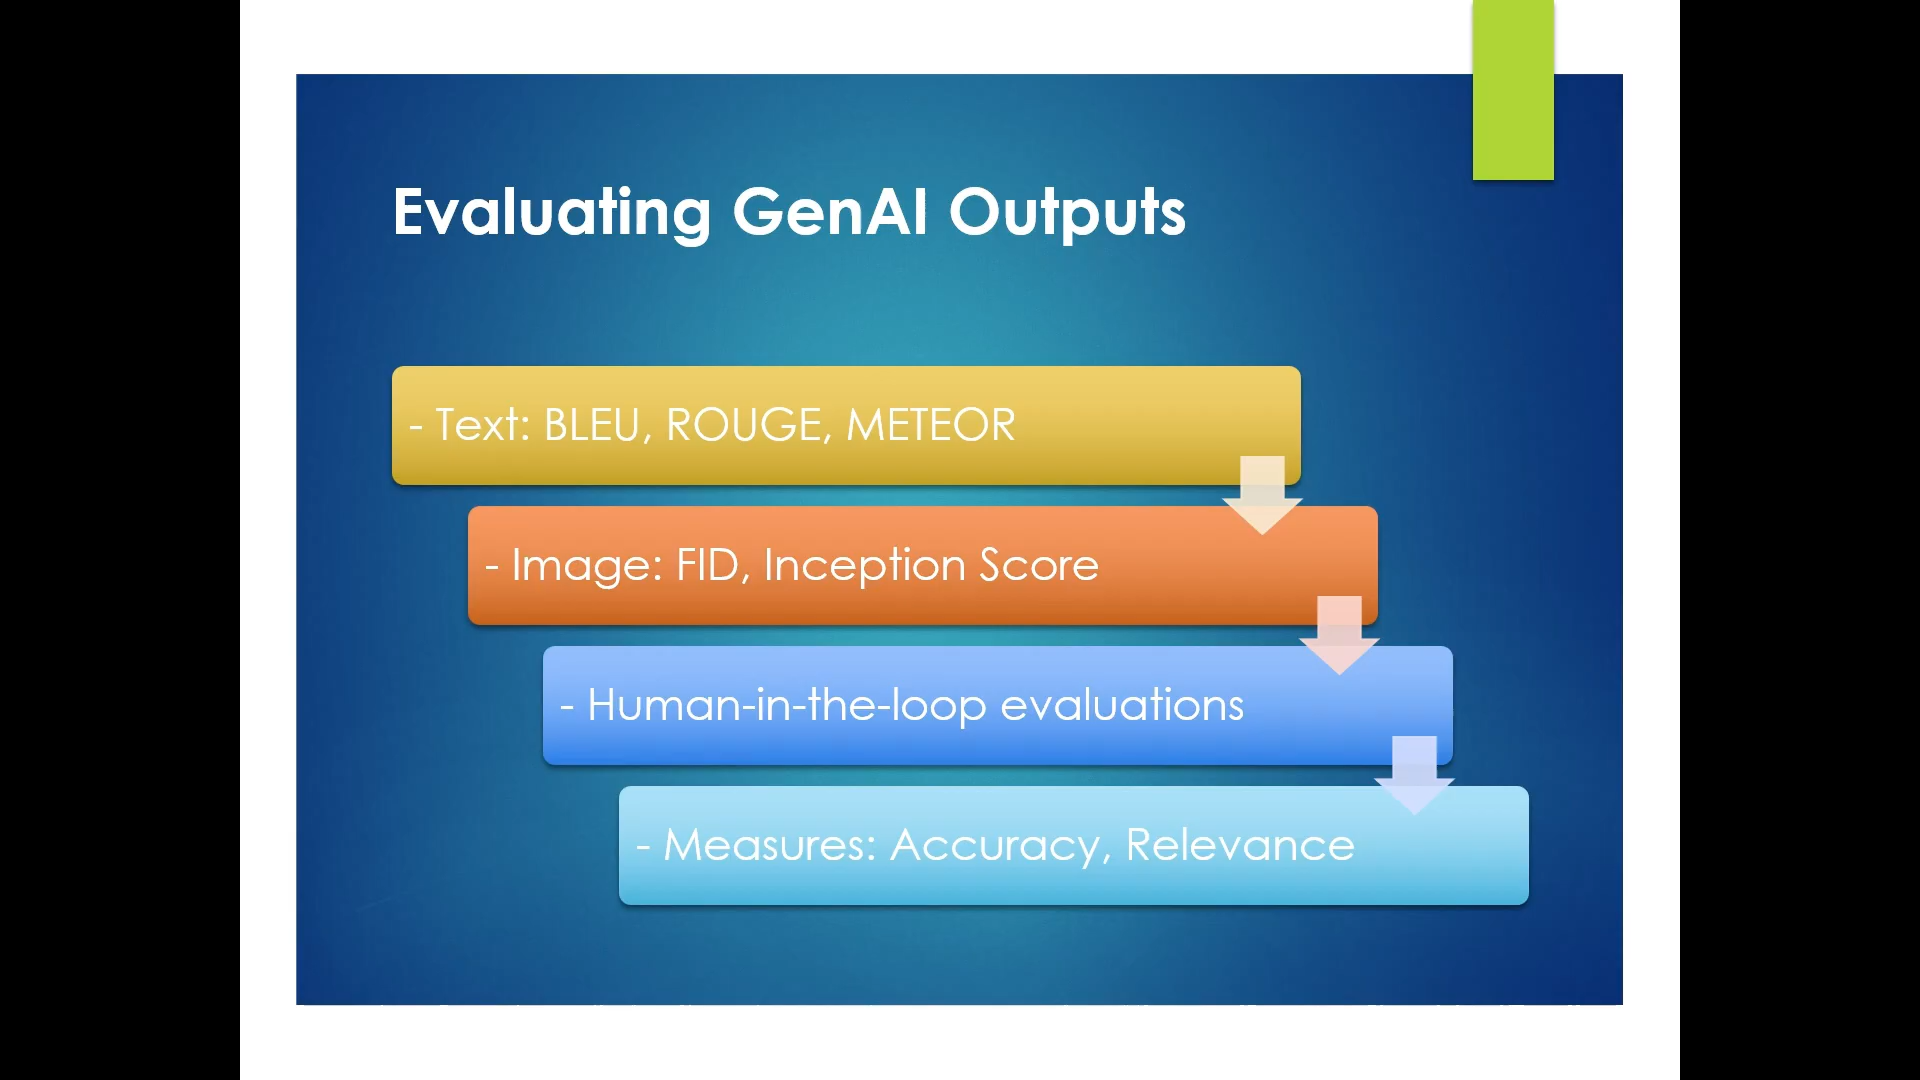 Evaluating GenAI Outputs
- Text: BLEU, ROUGE, METEOR
- Image: FID, Inception Score
- Human-in-the-loop evaluations
- Measures: Accuracy, Relevance